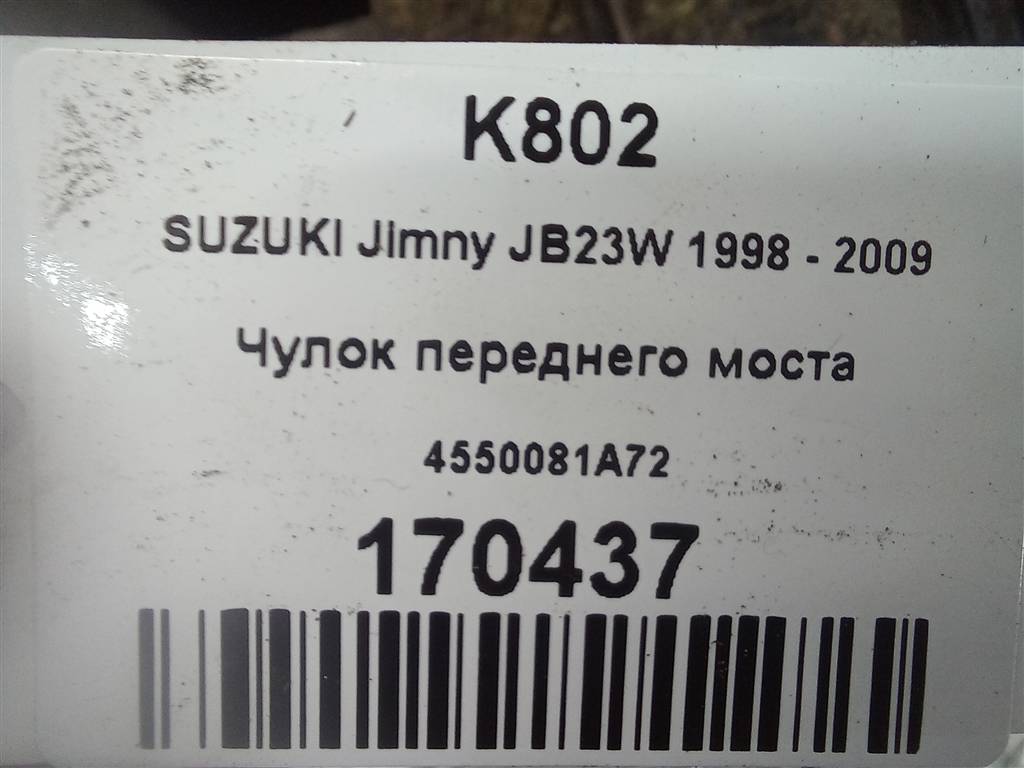 K802
SUZUKI Jimny JB23W 1998 - 2009
Чулок переднего моста
4550081A72
170437